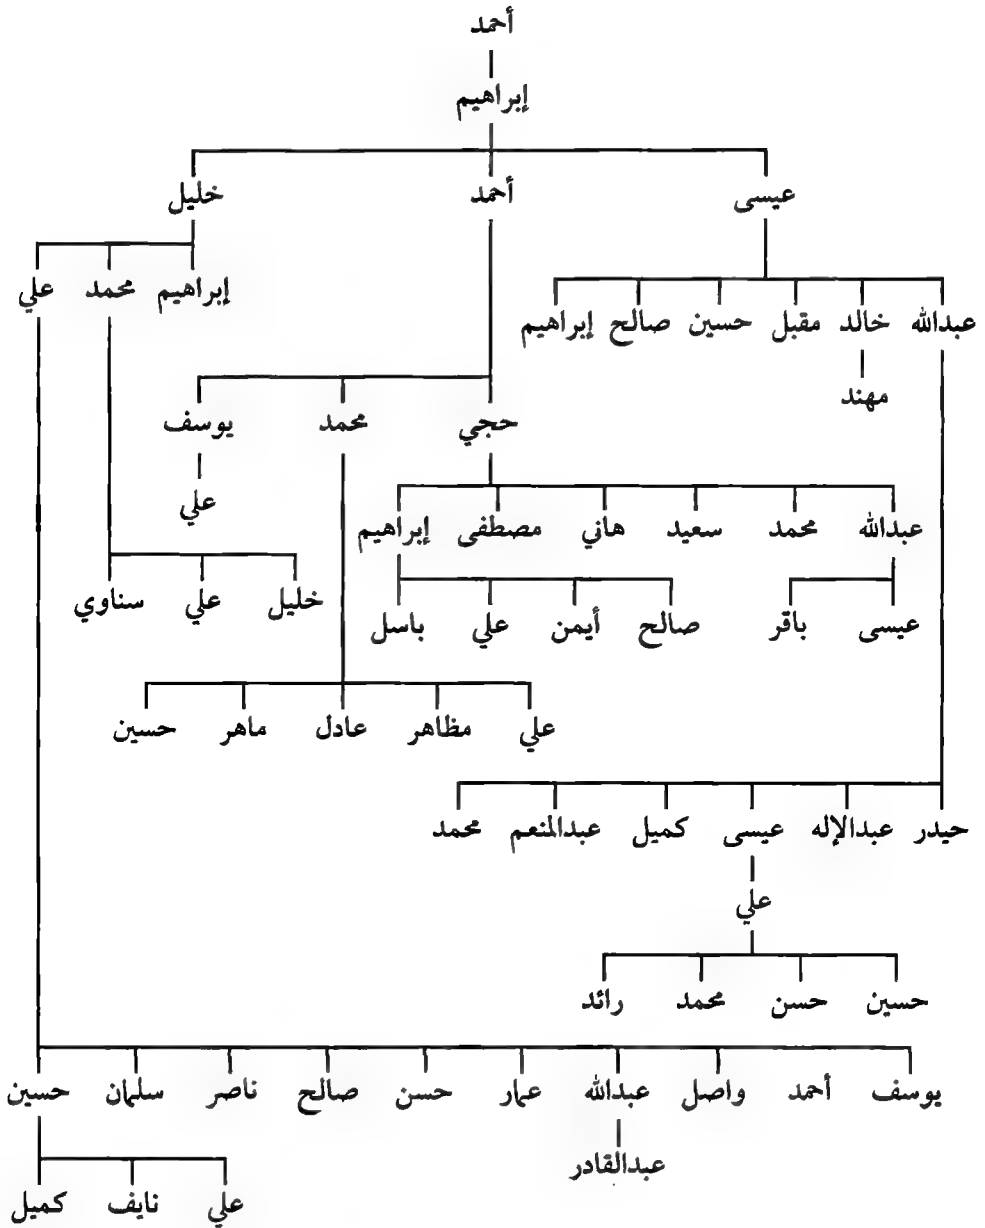 أحمد
إبراهيم
عيسى أحمد خليل
إبراهيم محمد علي
عبدالله خالد مقبل حسين صالح إبراهيم
مهند
حجي محمد يوسف
علي
عبدالله محمد سعيد هاني مصطفى إبراهيم
خليل علي سناوي
عيسى باقر صالح أيمن علي باسل
علي مظاهر عادل ماهر حسين
حيدر عبدالإله عيسى كميل عبدالمنعم محمد
علي
حسين حسن محمد رائد
يوسف أحمد واصل عبدالله عمار حسن صالح ناصر سلمان حسين
عبدالقادر
علي نايف كميل